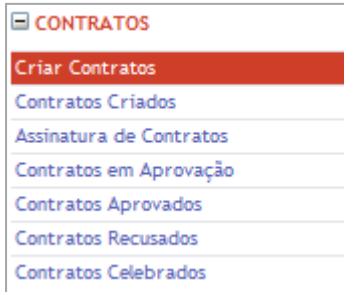 CONTRATOS
Criar Contratos
Contratos Criados
Assinatura de Contratos
Contratos em Aprovação
Contratos Aprovados
Contratos Recusados
Contratos Celebrados